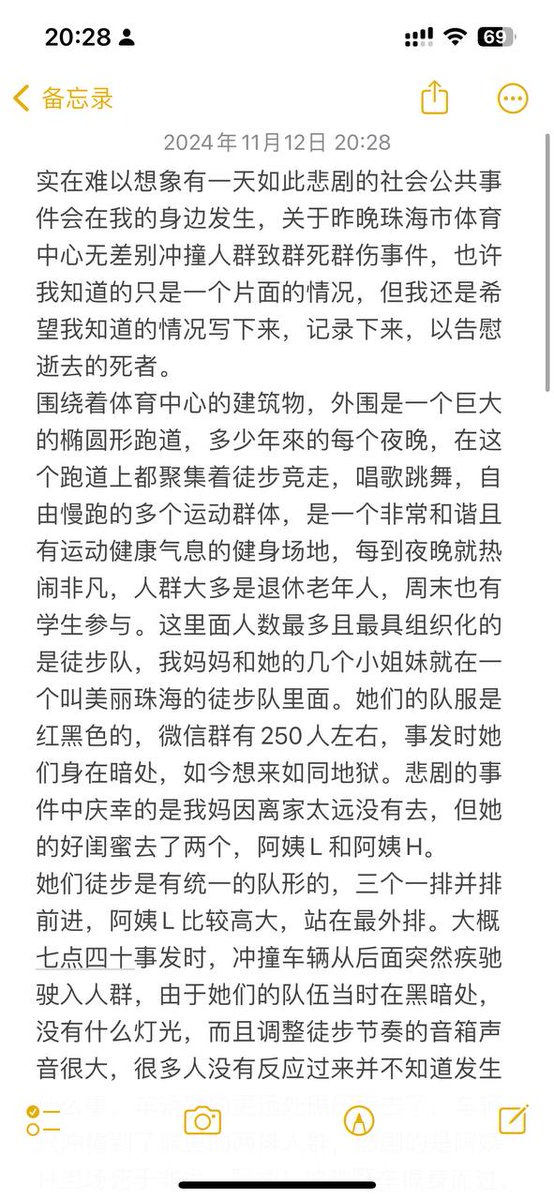 20:28
69
备忘录
2024年11月12日 20:28
实在难以想象有一天如此悲剧的社会公共事
件会在我的身边发生，关于昨晚珠海市体育
中心无差别冲撞人群致群死群伤事件，也许
我知道的只是一个片面的情况，但我还是希
望我知道的情况写下来，记录下来，以告慰
逝去的死者。
围绕着体育中心的建筑物，外围是一个巨大
的椭圆形跑道，多少年來的每个夜晚，在这
个跑道上都聚集着徒步竞走，唱歌跳舞，自
由慢跑的多个运动群体，是一个非常和谐且
有运动健康气息的健身场地，每到夜晚就热
闹非凡，人群大多是退休老年人，周末也有
学生参与。这里面人数最多且最具组织化的
是徒步队，我妈妈和她的几个小姐妹就在一
个叫美丽珠海的徒步队里面。她们的队服是
红黑色的，微信群有250人左右，事发时她
们身在暗处，如今想来如同地狱。悲剧的事
件中庆幸的是我妈因离家太远没有去，但她
的好闺蜜去了两个，阿姨L和阿姨H。
她们徒步是有统一的队形的，三个一排并排
前进，阿姨L比较高大，站在最外排。大概
七点四十事发时，冲撞车辆从后面突然疾驰
驶入人群，由于她们的队伍当时在黑暗处，
没有什么灯光，而且调整徒步节奏的音箱声
音很大，很多人没有反应过来并不知道发生